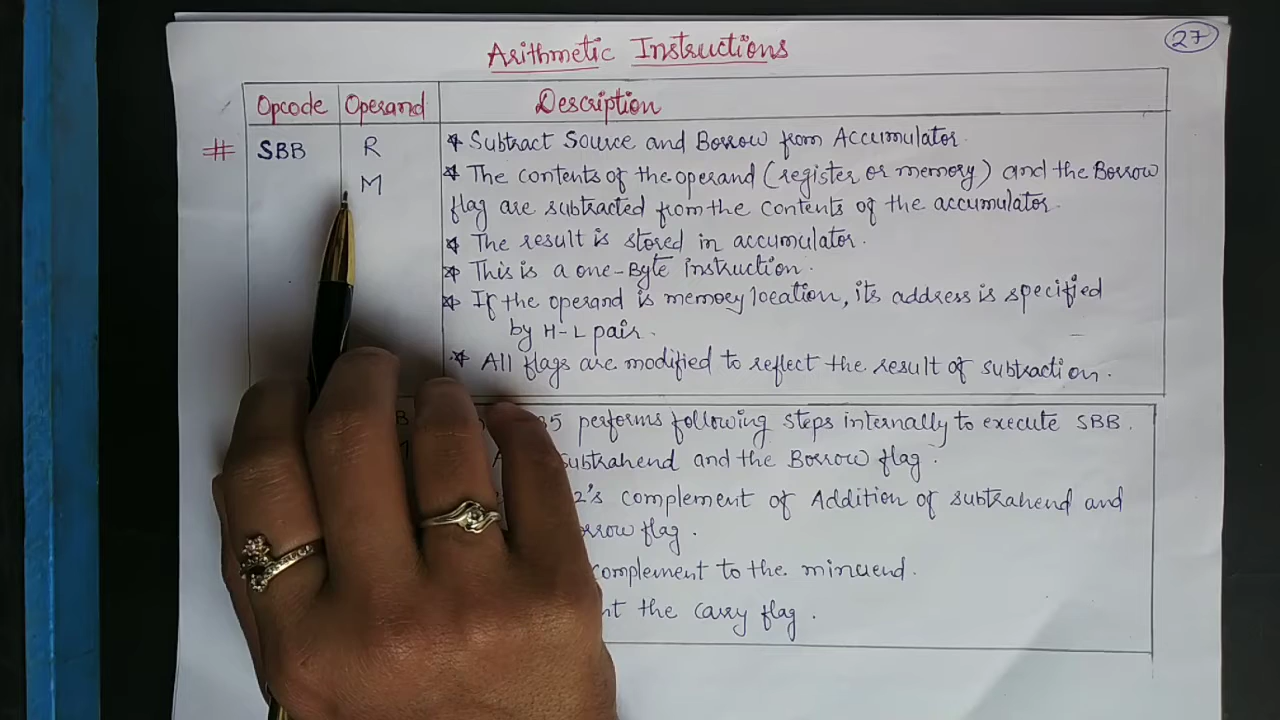 27
Arithmetic Instructions
Opcode Operand Description
# SBB R * Subtract Source and Borrow from Accumulator.
M * The contents of the operand (register or memory) and the Borrow
flag are subtracted from the contents of the accumulator.
* The result is stored in accumulator.
* This is a one-Byte instruction.
* If the operand is memory location, its address is specified
by H-L pair.
* All flags are modified to reflect the result of subtraction.
85 performs following steps internally to execute SBB.
subtrahend and the Borrow flag.
2's complement of Addition of subtrahend and
orrow flag.
complement to the minuend.
nt the carry flag.